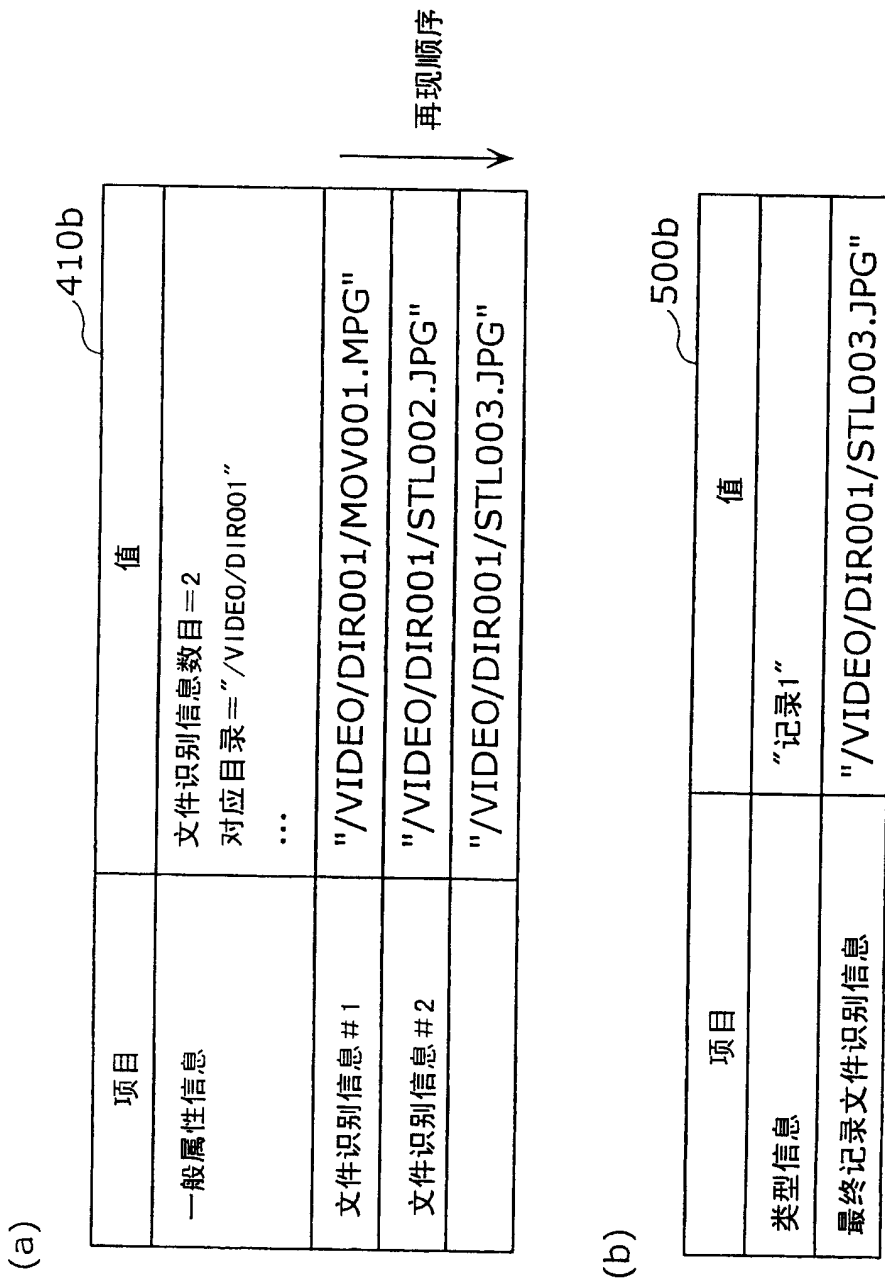 (a)
410b
项目
值
一般属性信息
文件识别信息数目=2
对应目录="/VIDEO/DIR001"
...
文件识别信息#1
"/VIDEO/DIR001/MOV001.MPG"
文件识别信息#2
"/VIDEO/DIR001/STL002.JPG"
"/VIDEO/DIR001/STL003.JPG"
再现顺序
(b)
500b
项目
值
类型信息
"记录1"
最终记录文件识别信息
"/VIDEO/DIR001/STL003.JPG"